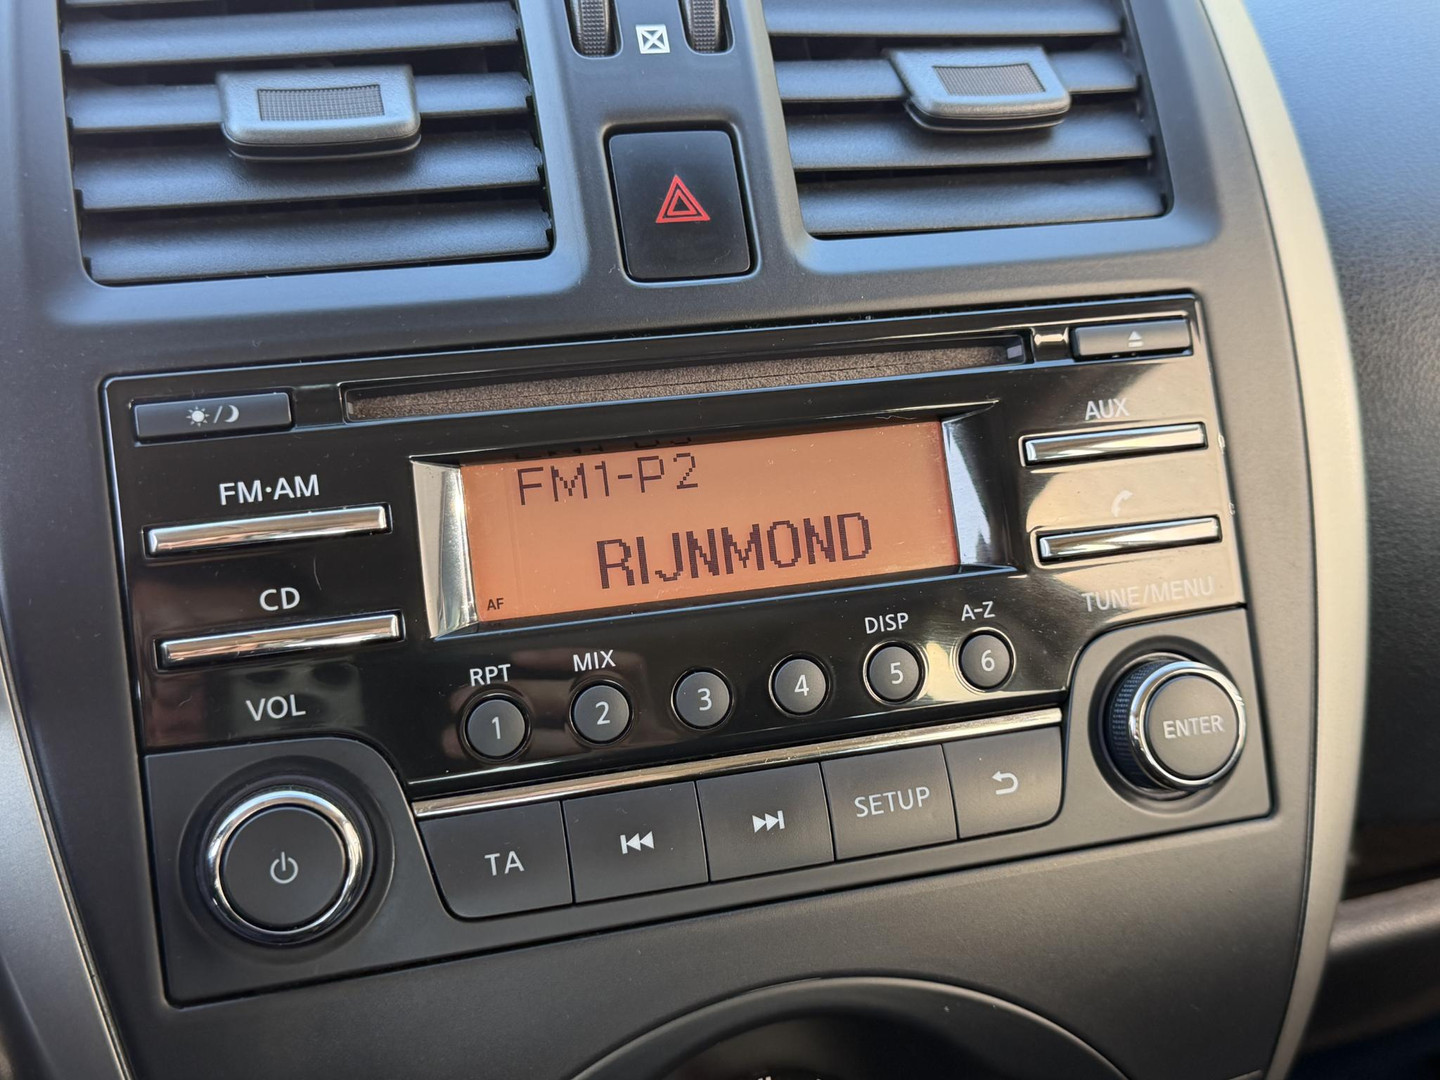 AUX
FM·AM
FM1-P2
RIJNMOND
AF
CD
TUNE/MENU
RPT
MIX
DISP
A-Z
1
2
3
4
5
6
VOL
ENTER
TA
SETUP